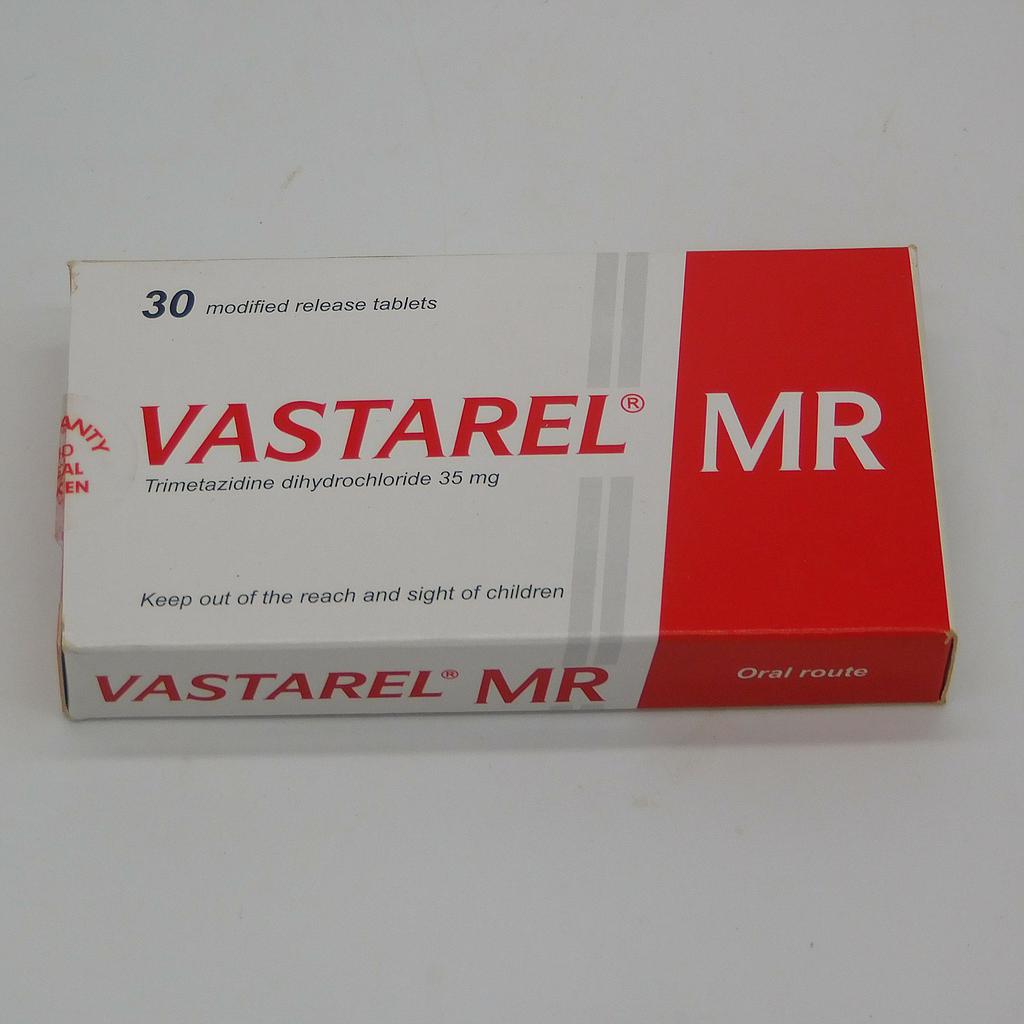 30 modified release tablets
VASTAREL® MR
Trimetazidine dihydrochloride 35 mg
Keep out of the reach and sight of children
VASTAREL® MR
Oral route